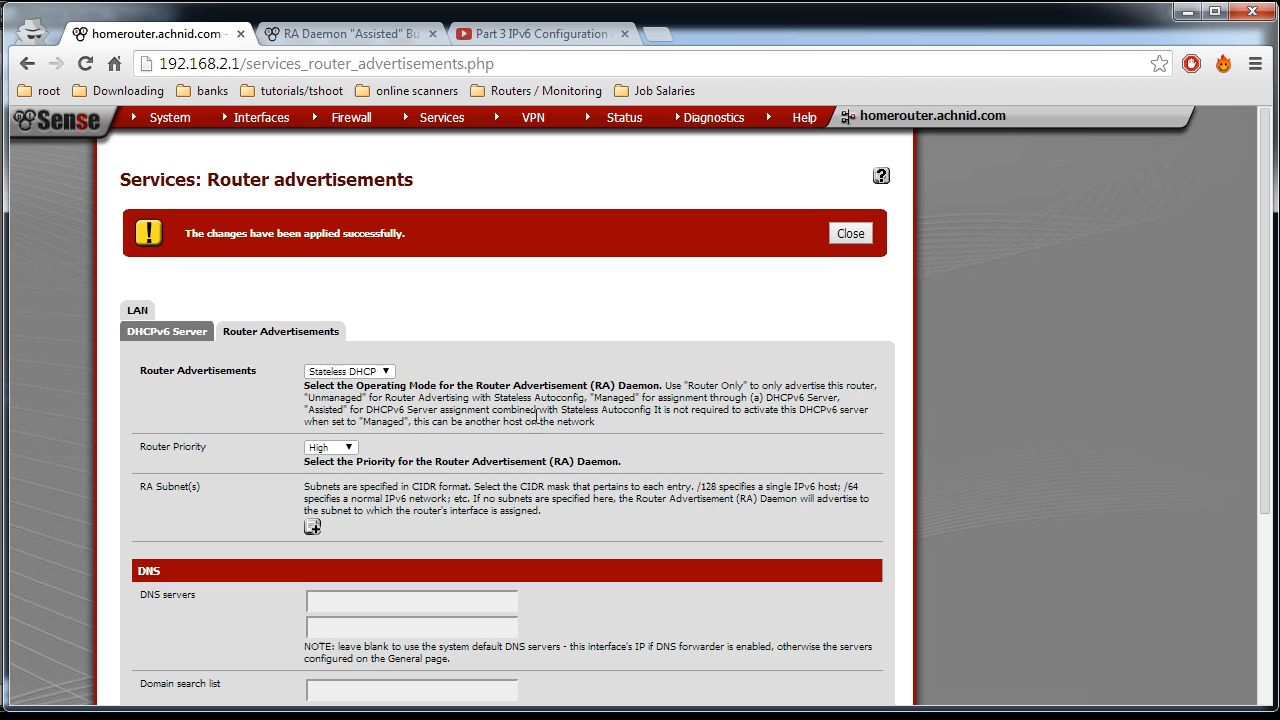 homerouter.achnid.com -
RA Daemon "Assisted" Bu
Part 3 IPv6 Configuration
192.168.2.1/services_router_advertisements.php
root
Downloading
banks
tutorials/tshoot
online scanners
Routers / Monitoring
Job Salaries
Sense
System
Interfaces
Firewall
Services
VPN
Status
Diagnostics
Help
homerouter.achnid.com
Services: Router advertisements
?
!
The changes have been applied successfully.
Close
LAN
DHCPv6 Server
Router Advertisements
Router Advertisements
Stateless DHCP
Select the Operating Mode for the Router Advertisement (RA) Daemon. Use "Router Only" to only advertise this router,
"Unmanaged" for Router Advertising with Stateless Autoconfig, "Managed" for assignment through (a) DHCPv6 Server,
"Assisted" for DHCPv6 Server assignment combined with Stateless Autoconfig It is not required to activate this DHCPv6 server
when set to "Managed", this can be another host on the network
Router Priority
High
Select the Priority for the Router Advertisement (RA) Daemon.
RA Subnet(s)
Subnets are specified in CIDR format. Select the CIDR mask that pertains to each entry. /128 specifies a single IPv6 host; /64
specifies a normal IPv6 network; etc. If no subnets are specified here, the Router Advertisement (RA) Daemon will advertise to
the subnet to which the router's interface is assigned.
DNS
DNS servers
NOTE: leave blank to use the system default DNS servers - this interface's IP if DNS forwarder is enabled, otherwise the servers
configured on the General page.
Domain search list